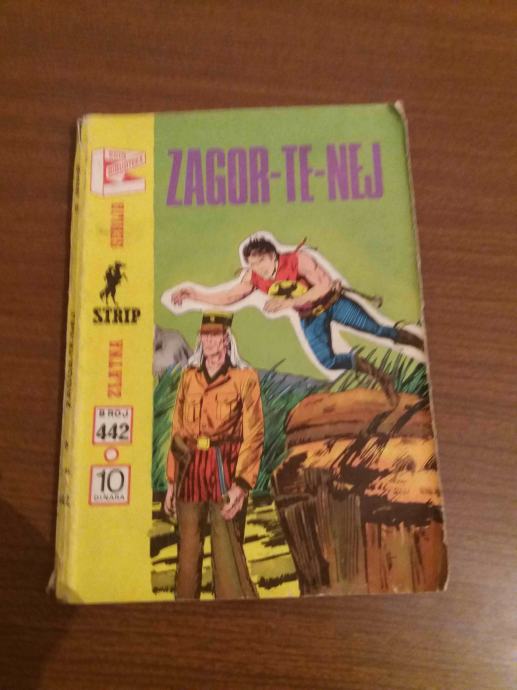 ZAGOR-TE-NEJ
ZLATNA SERIJA
STRIP
BROJ
442
10
DINARA